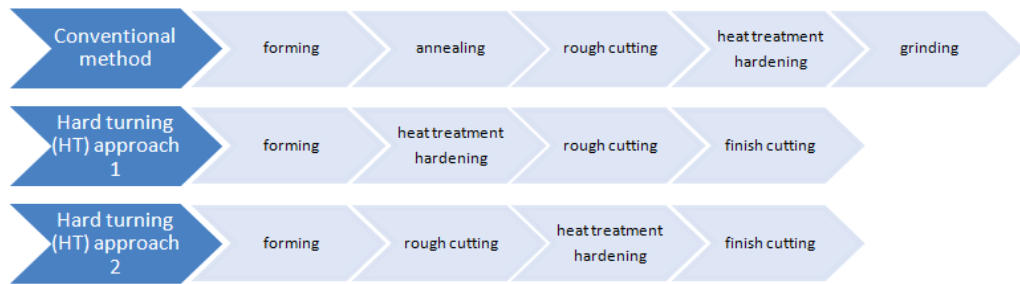 Conventional
method
forming
annealing
rough cutting
heat treatment
hardening
grinding
Hard turning
(HT) approach
1
forming
heat treatment
hardening
rough cutting
finish cutting
Hard turning
(HT) approach
2
forming
rough cutting
heat treatment
hardening
finish cutting